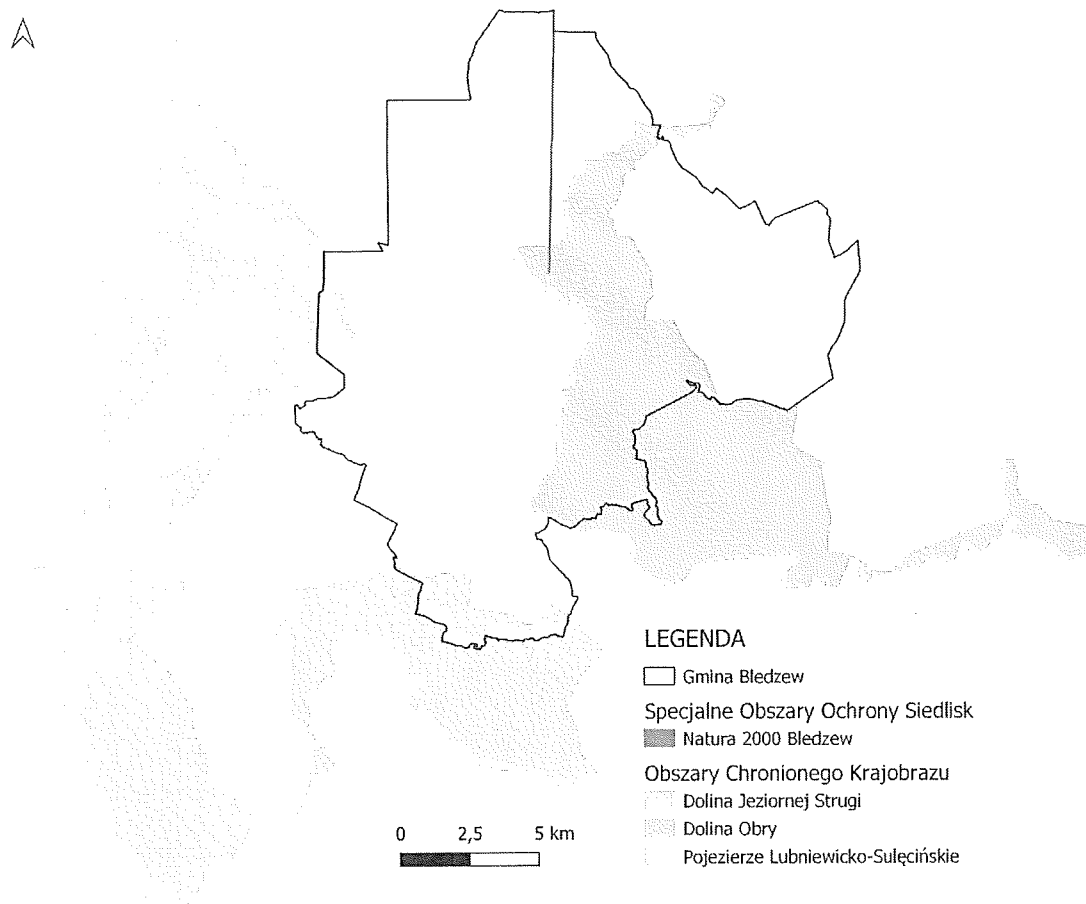 LEGENDA
Gmina Bledzew
Specjalne Obszary Ochrony Siedlisk
Natura 2000 Bledzew
Obszary Chronionego Krajobrazu
Dolina Jeziornej Strugi
Dolina Obry
Pojezierze Lubniewicko-Sulęcińskie
0 2,5 5 km